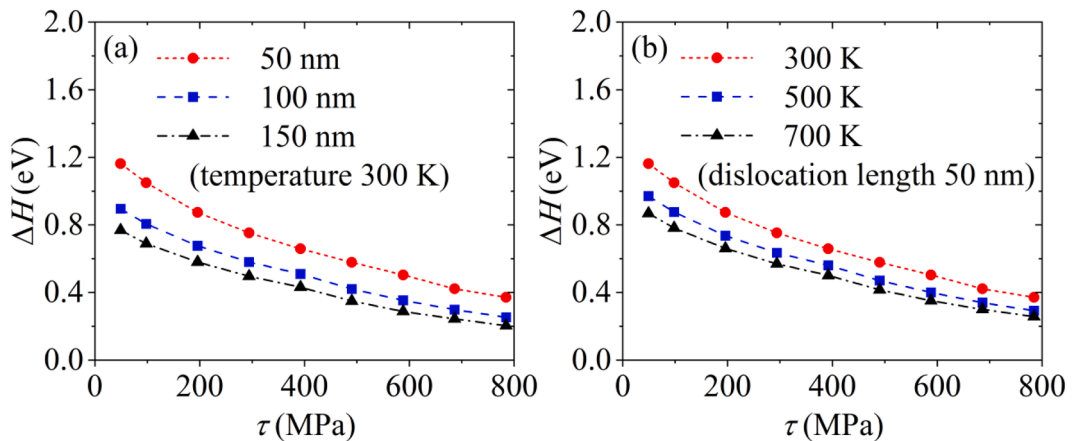 (a)
50 nm
100 nm
150 nm
(temperature 300 K)
ΔH (eV)
2.0
1.6
1.2
0.8
0.4
0.0
0 200 400 600 800
τ (MPa)
(b)
300 K
500 K
700 K
(dislocation length 50 nm)
ΔH (eV)
2.0
1.6
1.2
0.8
0.4
0.0
0 200 400 600 800
τ (MPa)